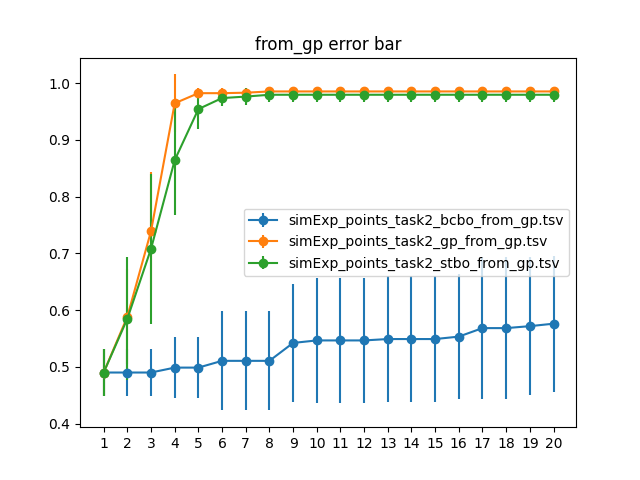 from_gp error bar
1.0
0.9
0.8
0.7
0.6
0.5
0.4
simExp_points_task2_bcbo_from_gp.tsv
simExp_points_task2_gp_from_gp.tsv
simExp_points_task2_stbo_from_gp.tsv
1 2 3 4 5 6 7 8 9 10 11 12 13 14 15 16 17 18 19 20